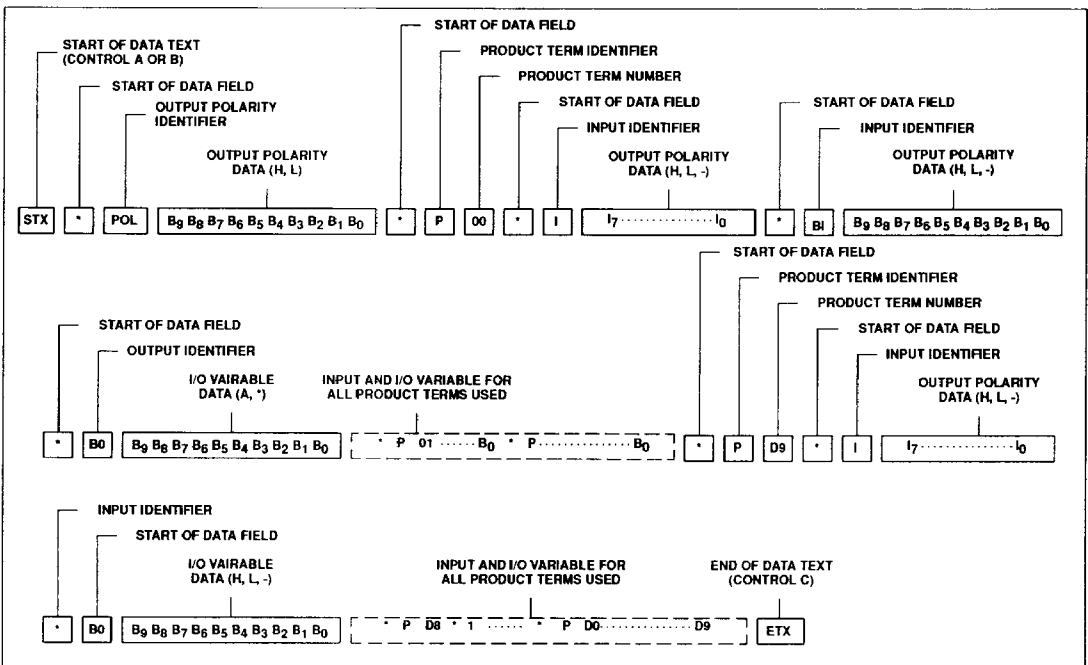 START OF DATA FIELD
START OF DATA TEXT
(CONTROL A OR B)
PRODUCT TERM IDENTIFIER
PRODUCT TERM NUMBER
START OF DATA FIELD
OUTPUT POLARITY
IDENTIFIER
START OF DATA FIELD
START OF DATA FIELD
INPUT IDENTIFIER
INPUT IDENTIFIER
OUTPUT POLARITY
DATA (H, L)
OUTPUT POLARITY
DATA (H, L, -)
OUTPUT POLARITY
DATA (H, L, -)
STX * POL B9 B8 B7 B6 B5 B4 B3 B2 B1 B0 * P 00 * I I7 ················ I0 * BI B9 B8 B7 B6 B5 B4 B3 B2 B1 B0
START OF DATA FIELD
PRODUCT TERM IDENTIFIER
PRODUCT TERM NUMBER
START OF DATA FIELD
START OF DATA FIELD
OUTPUT IDENTIFIER
INPUT IDENTIFIER
I/O VAIRABLE
DATA (A, *)
INPUT AND I/O VARIABLE FOR
ALL PRODUCT TERMS USED
OUTPUT POLARITY
DATA (H, L, -)
* B0 B9 B8 B7 B6 B5 B4 B3 B2 B1 B0 * P 01 ······ B0 * P ················ B0 * P D9 * I I7 ················ I0
INPUT IDENTIFIER
START OF DATA FIELD
I/O VAIRABLE
DATA (H, L, -)
INPUT AND I/O VARIABLE FOR
ALL PRODUCT TERMS USED
END OF DATA TEXT
(CONTROL C)
* B0 B9 B8 B7 B6 B5 B4 B3 B2 B1 B0 * P D8 * 1 ······ * P D0 ················ D9 ETX